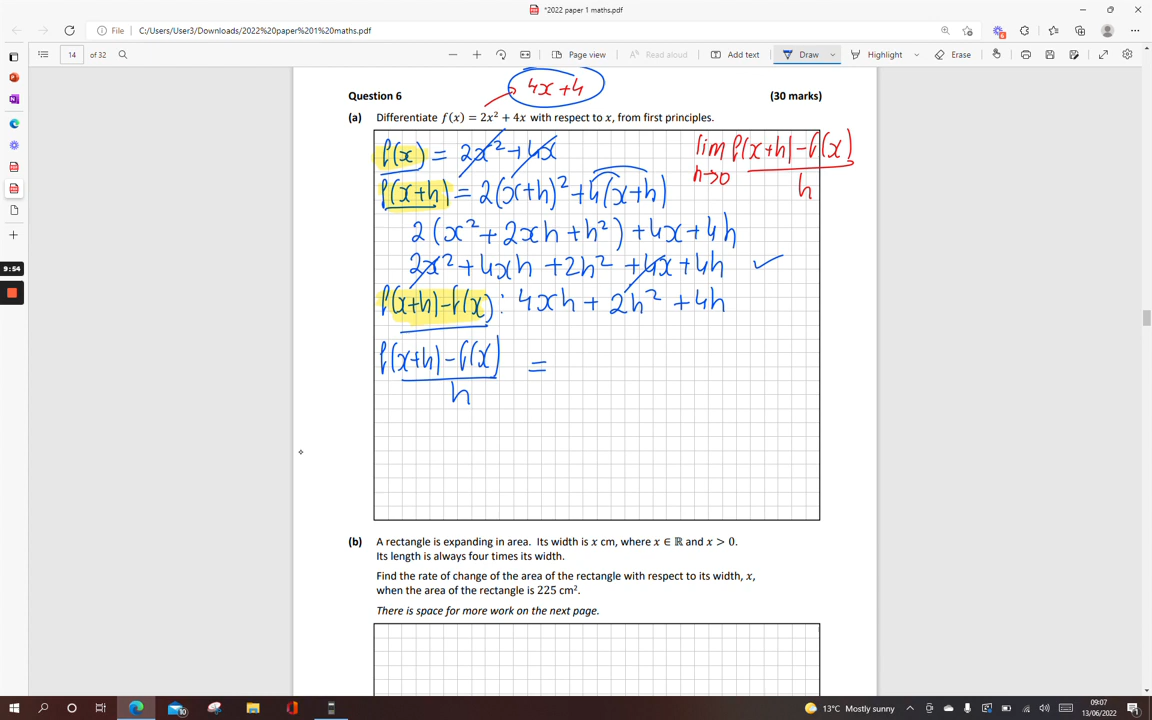 *2022 paper 1 maths.pdf
File C:/Users/User3/Downloads/2022%20paper%201%20maths.pdf
14 of 32 Page view Read aloud Add text Draw Highlight Erase
4x + 4
Question 6 (30 marks)
(a) Differentiate f(x) = 2x² + 4x with respect to x, from first principles.
f(x) = 2x² + 4x
lim h→0 f(x+h) - f(x) / h
f(x+h) = 2(x+h)² + 4(x+h)
2(x² + 2xh + h²) + 4x + 4h
2x² + 4xh + 2h² + 4x + 4h ✓
f(x+h) - f(x) : 4xh + 2h² + 4h
f(x+h) - f(x) / h =
(b) A rectangle is expanding in area. Its width is x cm, where x ∈ ℝ and x > 0.
Its length is always four times its width.
Find the rate of change of the area of the rectangle with respect to its width, x,
when the area of the rectangle is 225 cm².
There is space for more work on the next page.
9:54
13°C Mostly sunny
09:07
13/06/2022